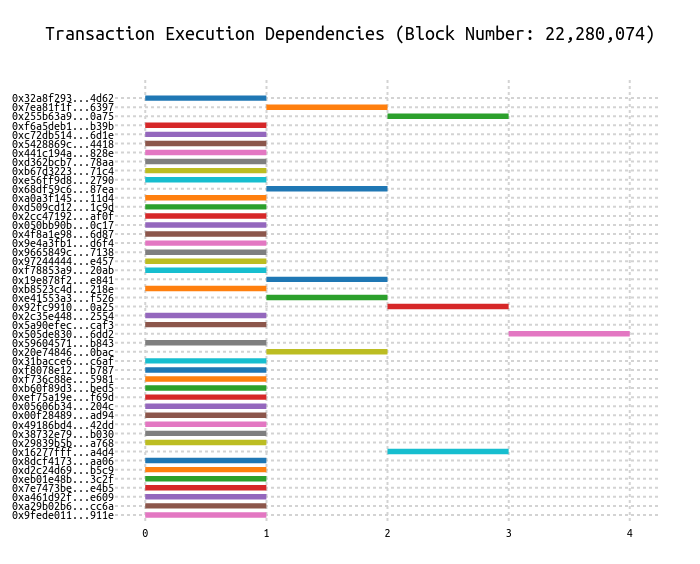 Transaction Execution Dependencies (Block Number: 22,280,074)
0x32a8f293...4d62
0x7ea81f1f...6397
0x255b63a9...0a75
0xf6a5deb1...b39b
0xc72db514...6d1e
0x5428869c...4418
0x441c194a...828e
0xd362bcb7...78aa
0xb67d3223...71c4
0xe56ff9d8...2790
0x68df59c6...87ea
0xa0a3f145...11d4
0xd509cd12...1c9d
0x2cc47192...af0f
0x050bb90b...0c17
0x4f8a1e98...6d87
0x9e4a3fb1...d6f4
0x9665849c...7138
0x97244444...e457
0xf78853a9...20ab
0x19e878f2...e841
0xb8523c4d...218e
0xe41553a3...f526
0x92fc9910...0a25
0x2c35e448...2554
0x5a90efec...caf3
0x505de830...6dd2
0x59604571...b843
0x20e74846...0bac
0x31bacce6...c6af
0xf8078e12...b787
0xf736c88e...5981
0xb60f89d3...bed5
0xef75a19e...f69d
0x05606b34...204c
0x00f28489...ad94
0x49186bd4...42dd
0x38732e79...b030
0x29839b5b...a768
0x16277fff...a4d4
0x8dcf4173...aa06
0xd2c24d69...b5c9
0xeb01e48b...3c2f
0x7e7473be...e4b5
0xa461d92f...e609
0xa29b02b6...cc6a
0x9fede011...911e
0 1 2 3 4